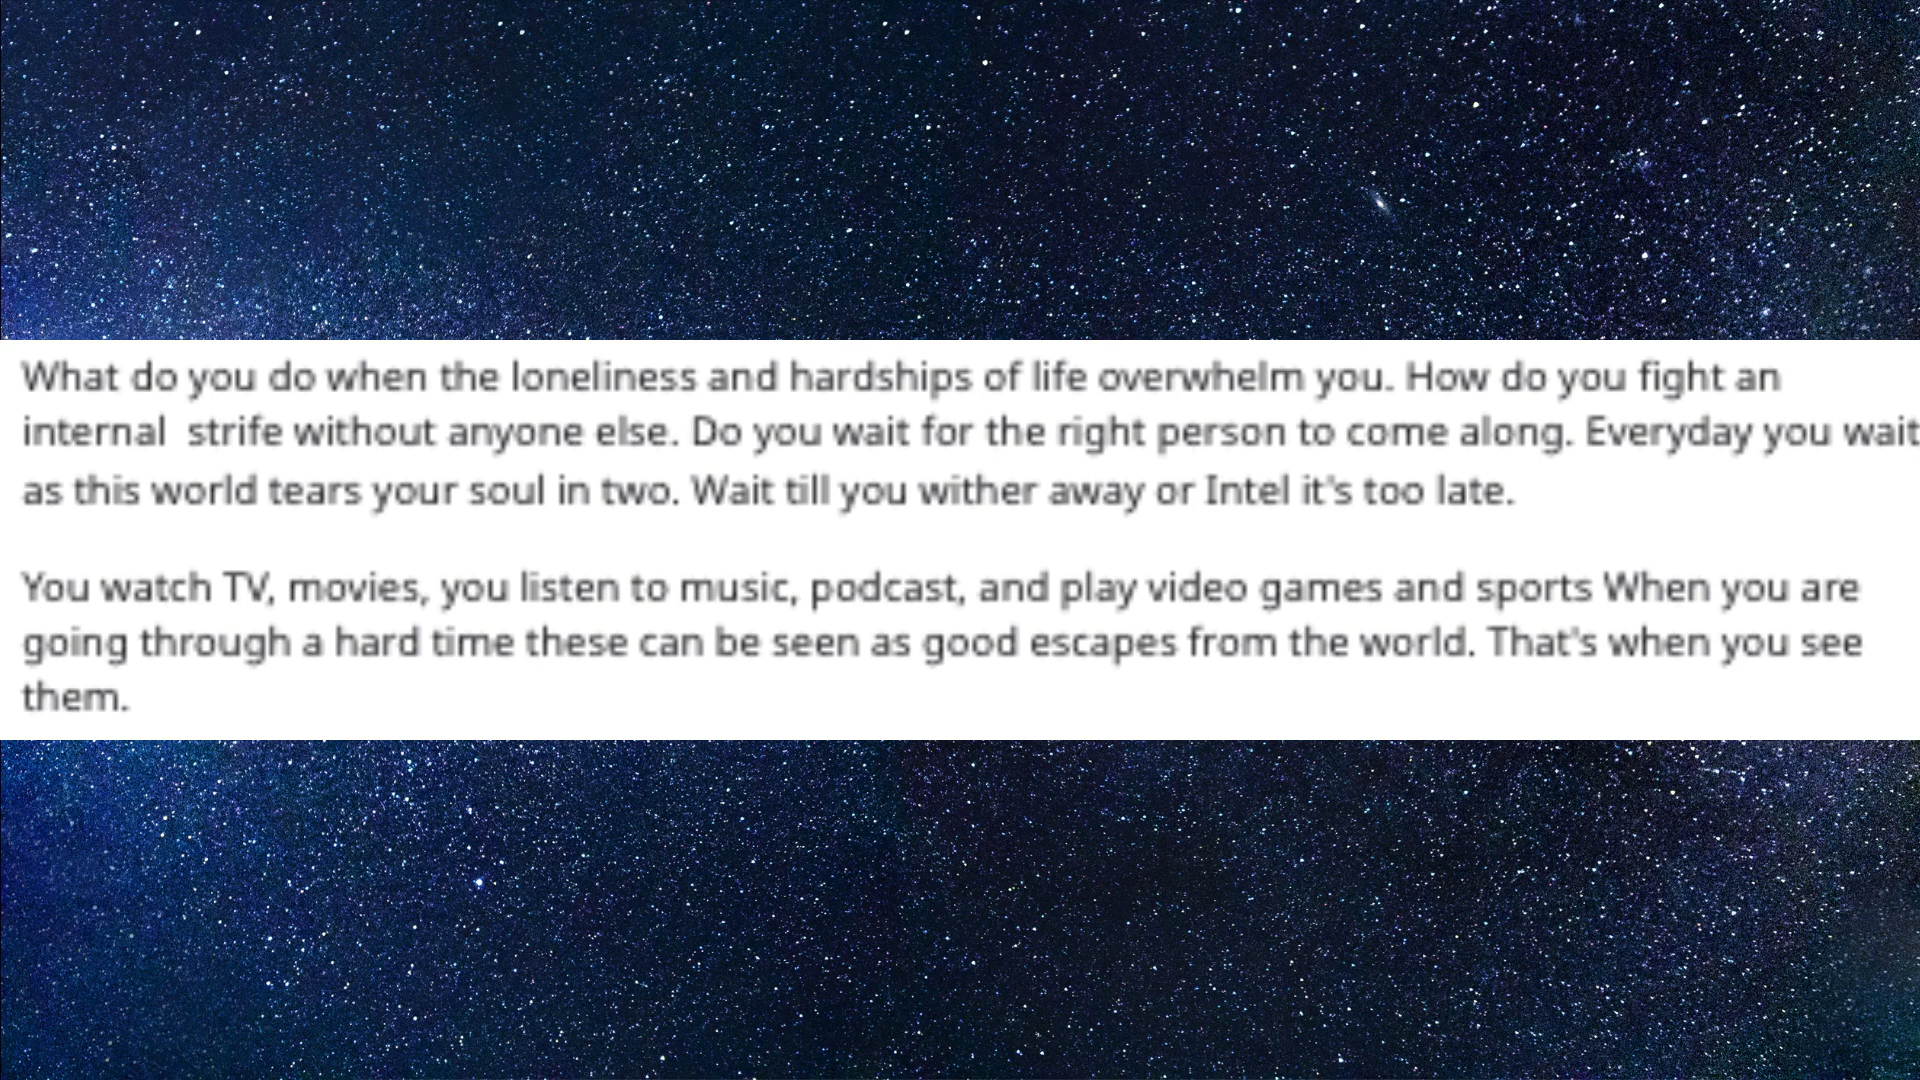 What do you do when the loneliness and hardships of life overwhelm you. How do you fight an
internal  strife without anyone else. Do you wait for the right person to come along. Everyday you wait
as this world tears your soul in two. Wait till you wither away or Intel it's too late.
You watch TV, movies, you listen to music, podcast, and play video games and sports When you are
going through a hard time these can be seen as good escapes from the world. That's when you see
them.